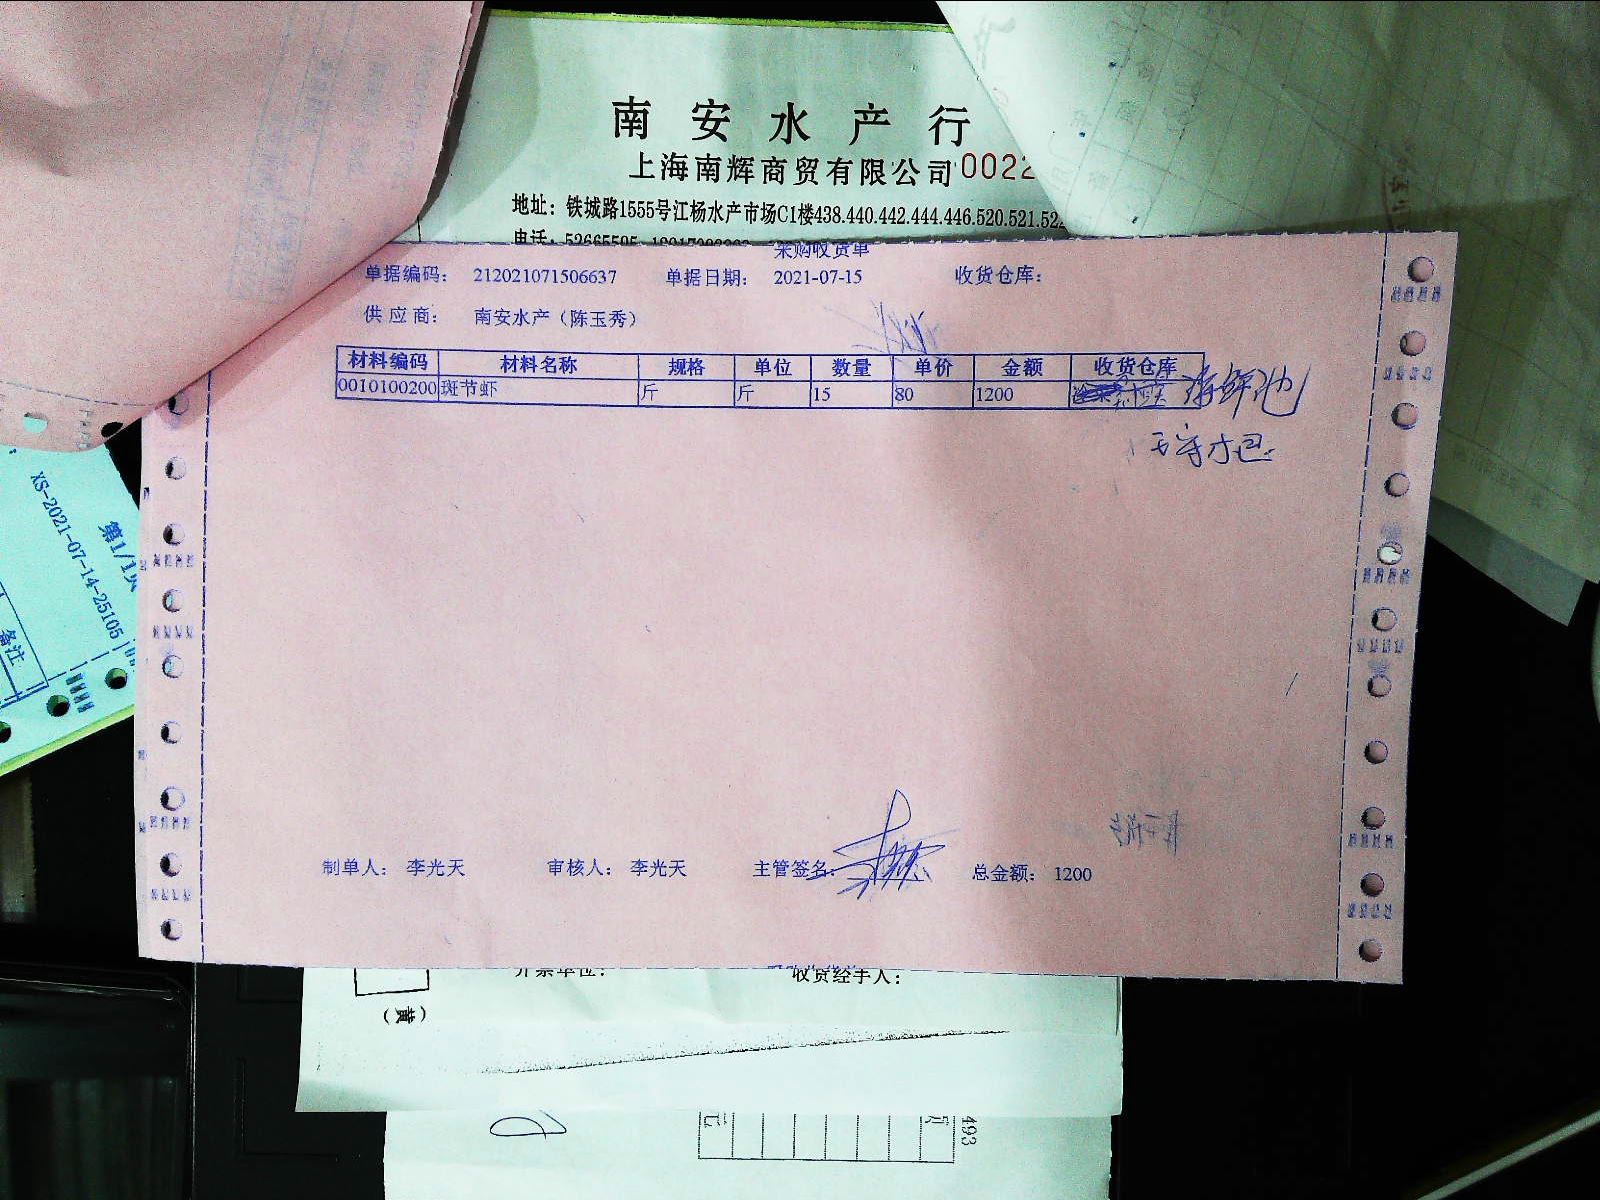 南安水产行
上海南辉商贸有限公司 0022
地址：铁城路1555号江杨水产市场C1楼438.440.442.444.446.520.521.52
电话：52665595
采购收货单
单据编码： 212021071506637 单据日期： 2021-07-15 收货仓库：
供应商： 南安水产（陈玉秀）
材料编码 材料名称 规格 单位 数量 单价 金额 收货仓库
0010100200 斑节虾 斤 斤 15 80 1200 海鲜池
制单人： 李光天 审核人： 李光天 主管签名： 总金额： 1200
第1/1页
XS-2021-07-14-25105
备注
开票单位： 收货经手人：
（黄）
493